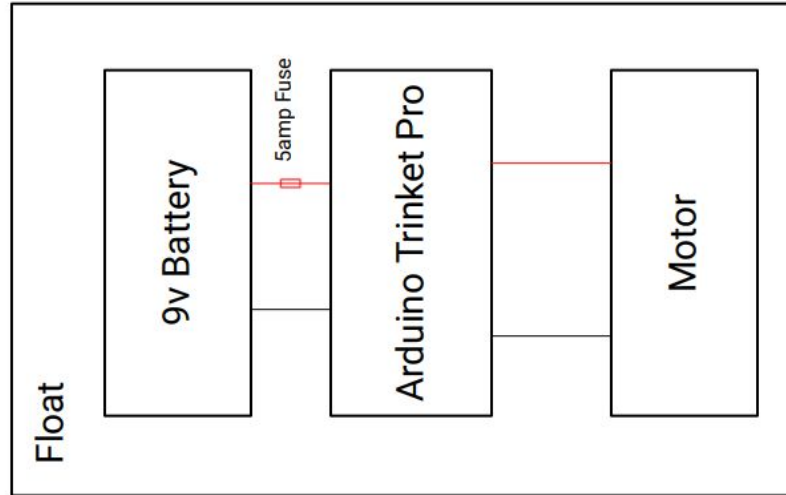 Float
9v Battery
5amp Fuse
Arduino Trinket Pro
Motor